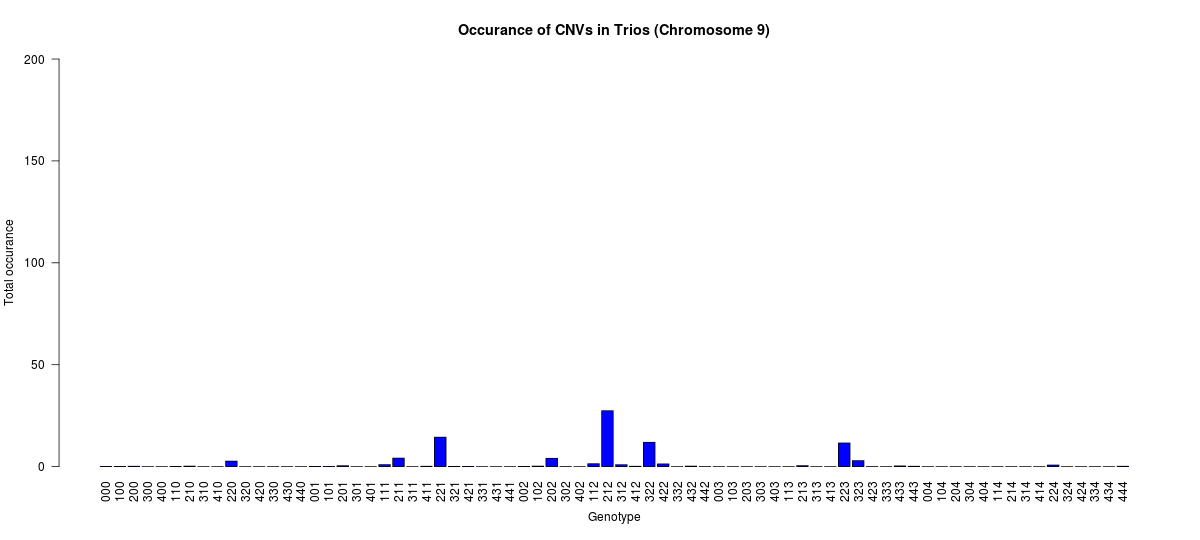 Occurance of CNVs in Trios (Chromosome 9)
Total occurance
200
150
100
50
0
000 100 200 300 400 110 210 310 410 220 320 420 330 430 440 001 101 201 301 401 111 211 311 411 221 321 421 331 431 441 002 102 202 302 402 112 212 312 412 322 422 332 432 442 003 103 203 303 403 113 213 313 413 223 323 423 333 433 443 004 104 204 304 404 114 214 314 414 224 324 424 334 434 444
Genotype